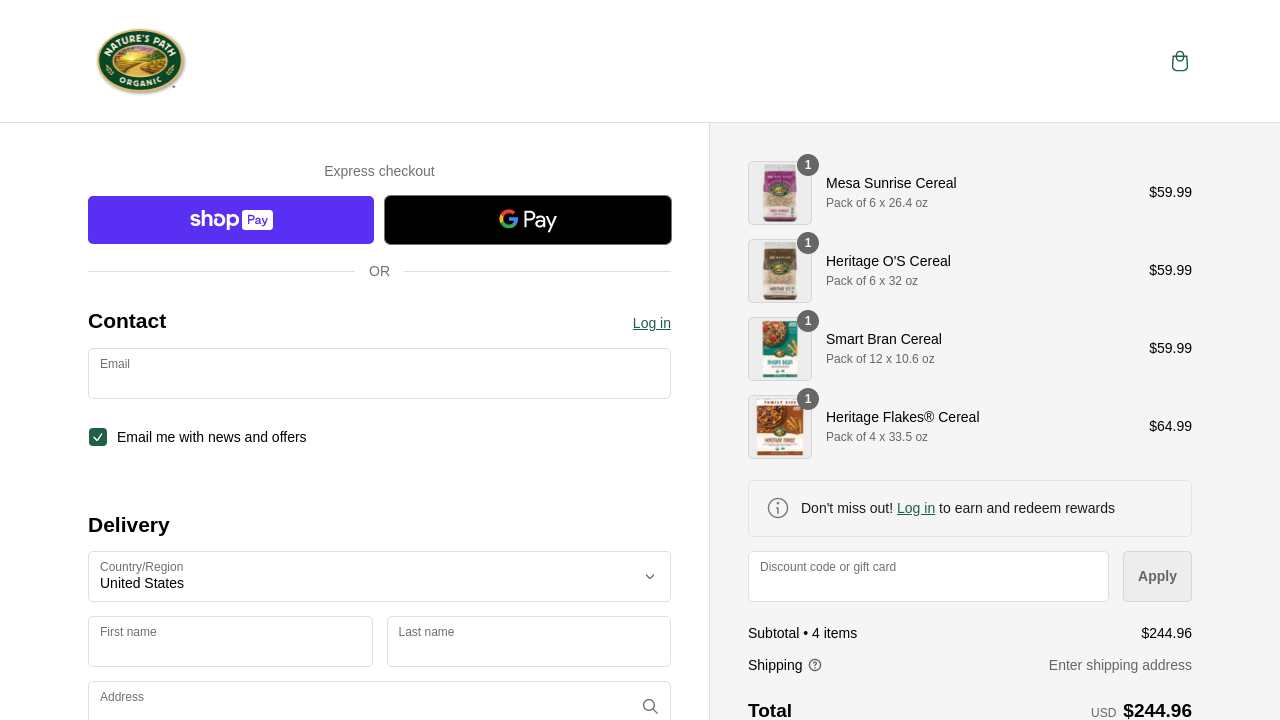 NATURE'S PATH
ORGANIC
Express checkout
shop Pay
G Pay
OR
Contact
Log in
Email
Email me with news and offers
Delivery
Country/Region
United States
First name
Last name
Address
1
Mesa Sunrise Cereal
Pack of 6 x 26.4 oz
$59.99
1
Heritage O'S Cereal
Pack of 6 x 32 oz
$59.99
1
Smart Bran Cereal
Pack of 12 x 10.6 oz
$59.99
1
Heritage Flakes® Cereal
Pack of 4 x 33.5 oz
$64.99
Don't miss out! Log in to earn and redeem rewards
Discount code or gift card
Apply
Subtotal • 4 items
$244.96
Shipping
Enter shipping address
Total
USD $244.96